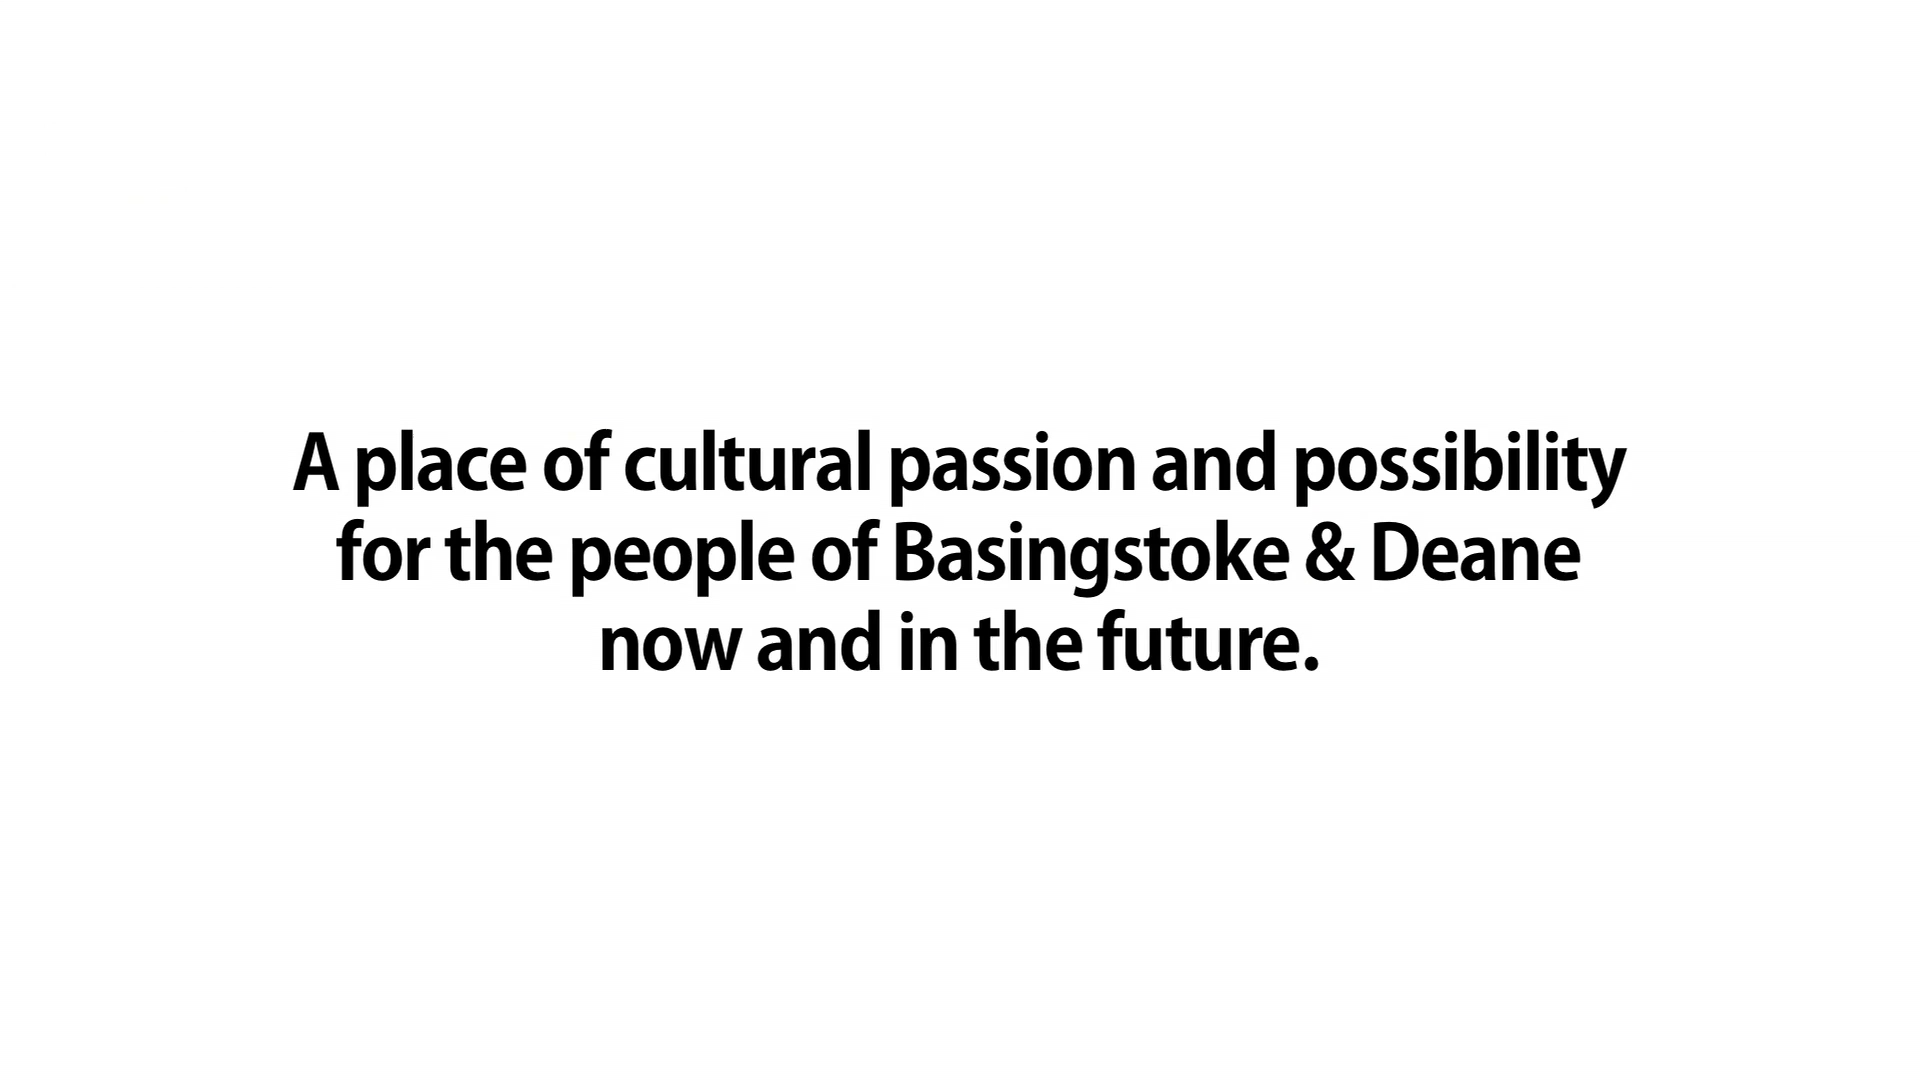 A place of cultural passion and possibility
for the people of Basingstoke & Deane
now and in the future.